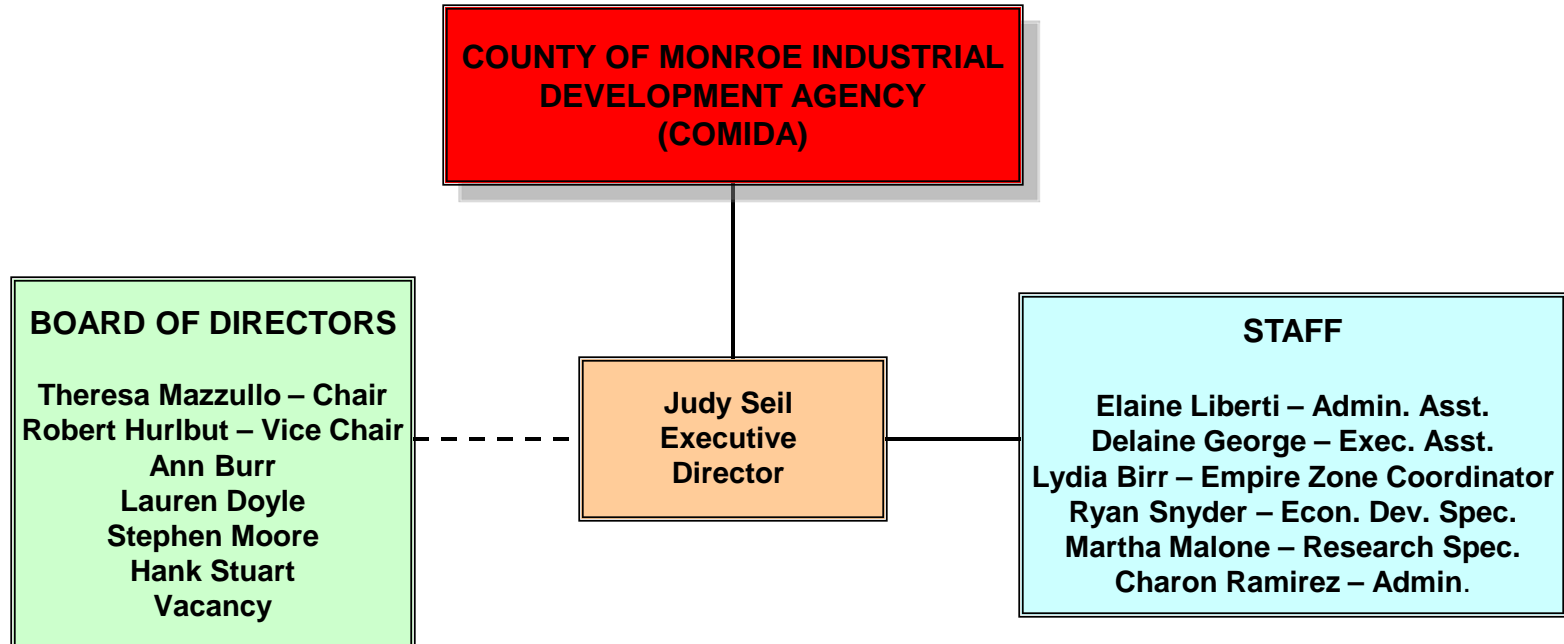 COUNTY OF MONROE INDUSTRIAL
DEVELOPMENT AGENCY
(COMIDA)
BOARD OF DIRECTORS
Theresa Mazzullo – Chair
Robert Hurlbut – Vice Chair
Ann Burr
Lauren Doyle
Stephen Moore
Hank Stuart
Vacancy
Judy Seil
Executive
Director
STAFF
Elaine Liberti – Admin. Asst.
Delaine George – Exec. Asst.
Lydia Birr – Empire Zone Coordinator
Ryan Snyder – Econ. Dev. Spec.
Martha Malone – Research Spec.
Charon Ramirez – Admin.